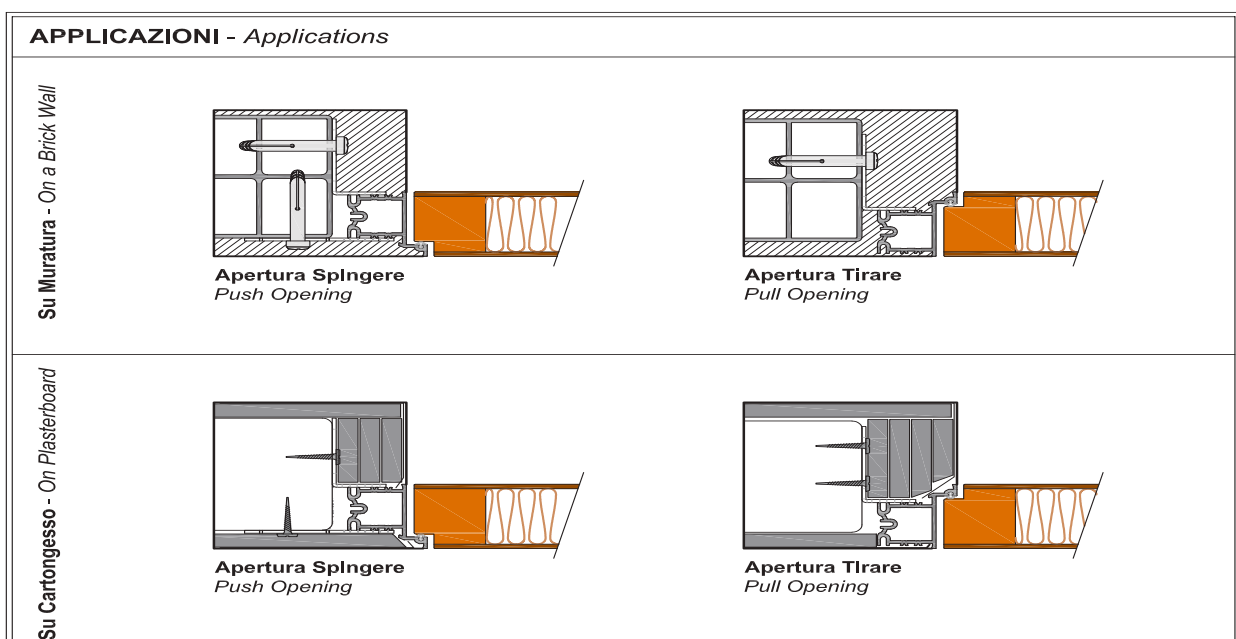 APPLICAZIONI - Applications
Su Muratura - On a Brick Wall
Apertura SpIngere
Push Opening
Apertura Tirare
Pull Opening
Su Cartongesso - On Plasterboard
Apertura SpIngere
Push Opening
Apertura TIrare
Pull Opening